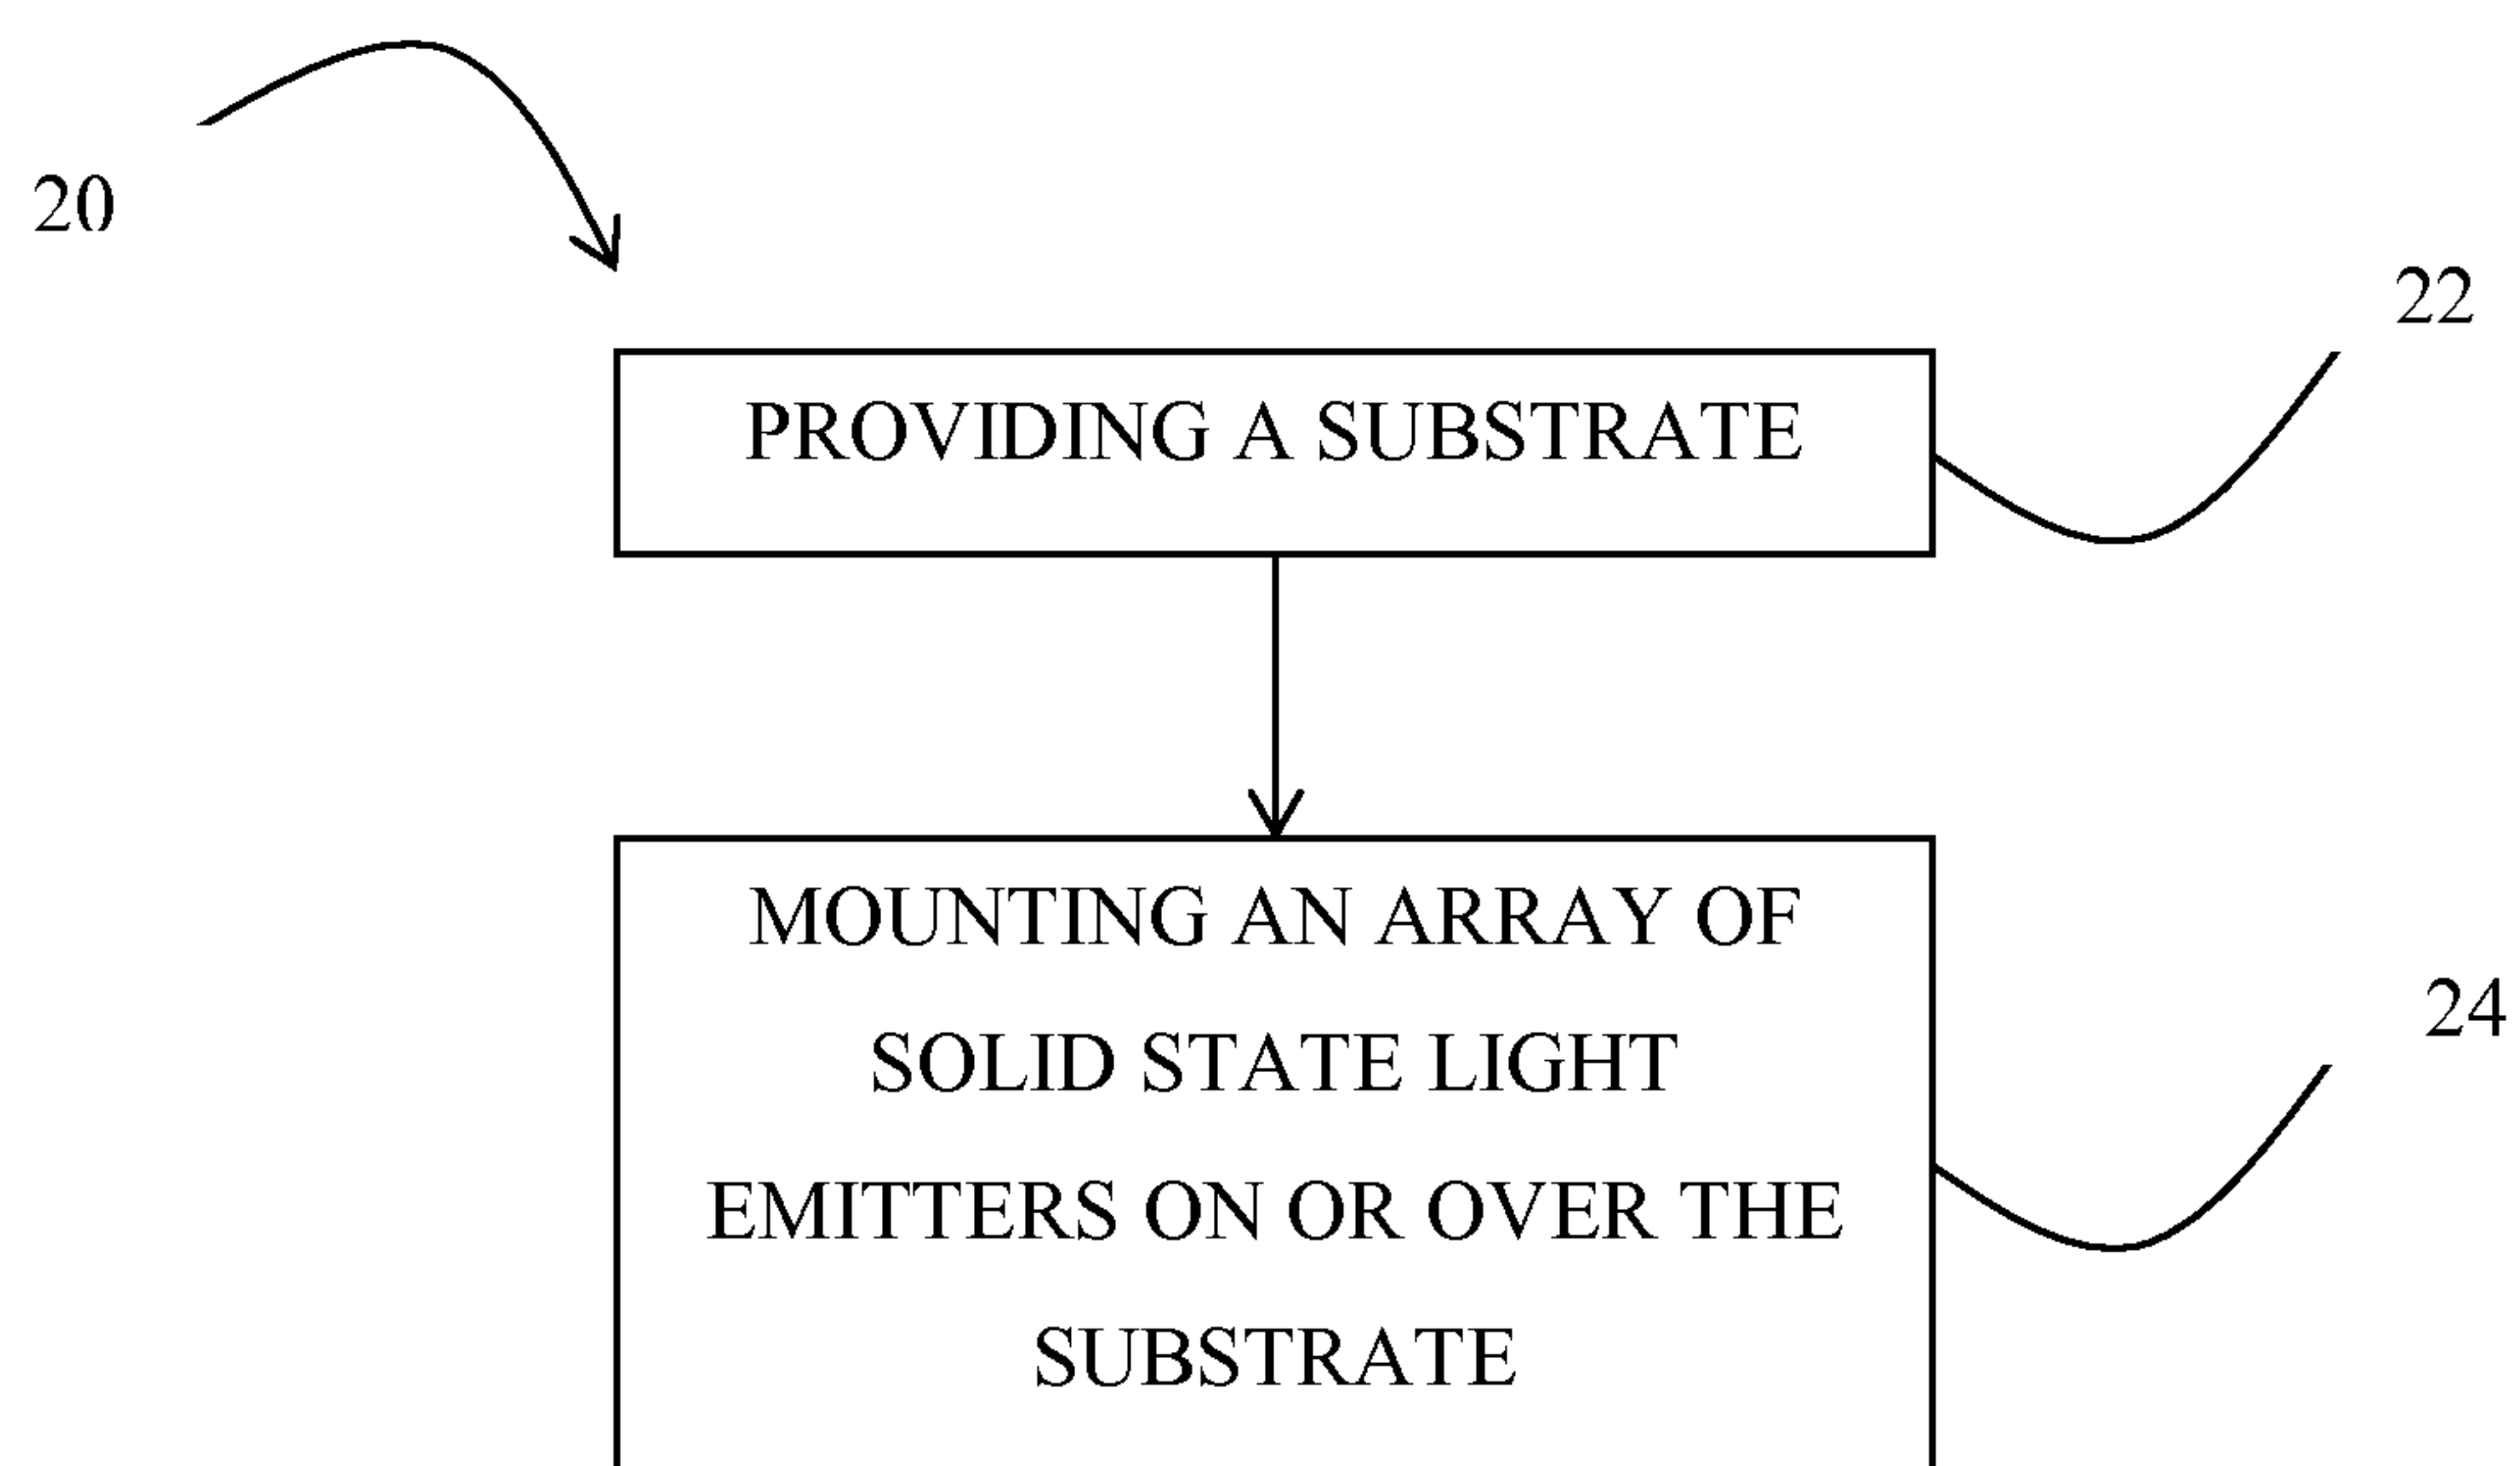 20
22
PROVIDING A SUBSTRATE
MOUNTING AN ARRAY OF
SOLID STATE LIGHT
EMITTERS ON OR OVER THE
SUBSTRATE
24